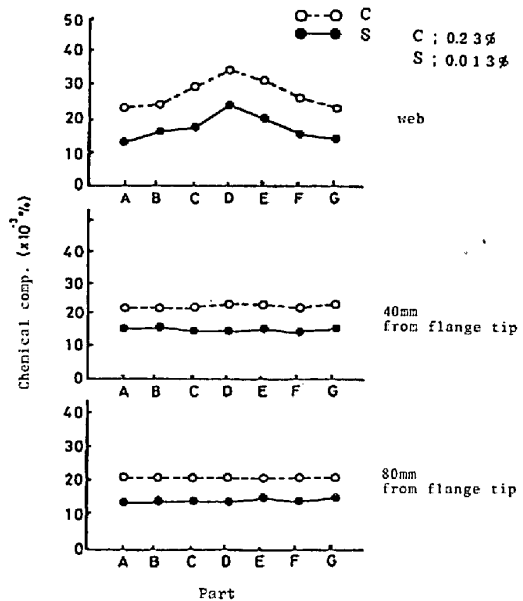 50
40
30
20
10
0
C
S
C ; 0.23%
S ; 0.013%
web
A B C D E F G
40
30
20
10
0
40mm
from flange tip
A B C D E F G
40
30
20
10
0
80mm
from flange tip
A B C D E F G
Chemical comp. (x10⁻³%)
Part